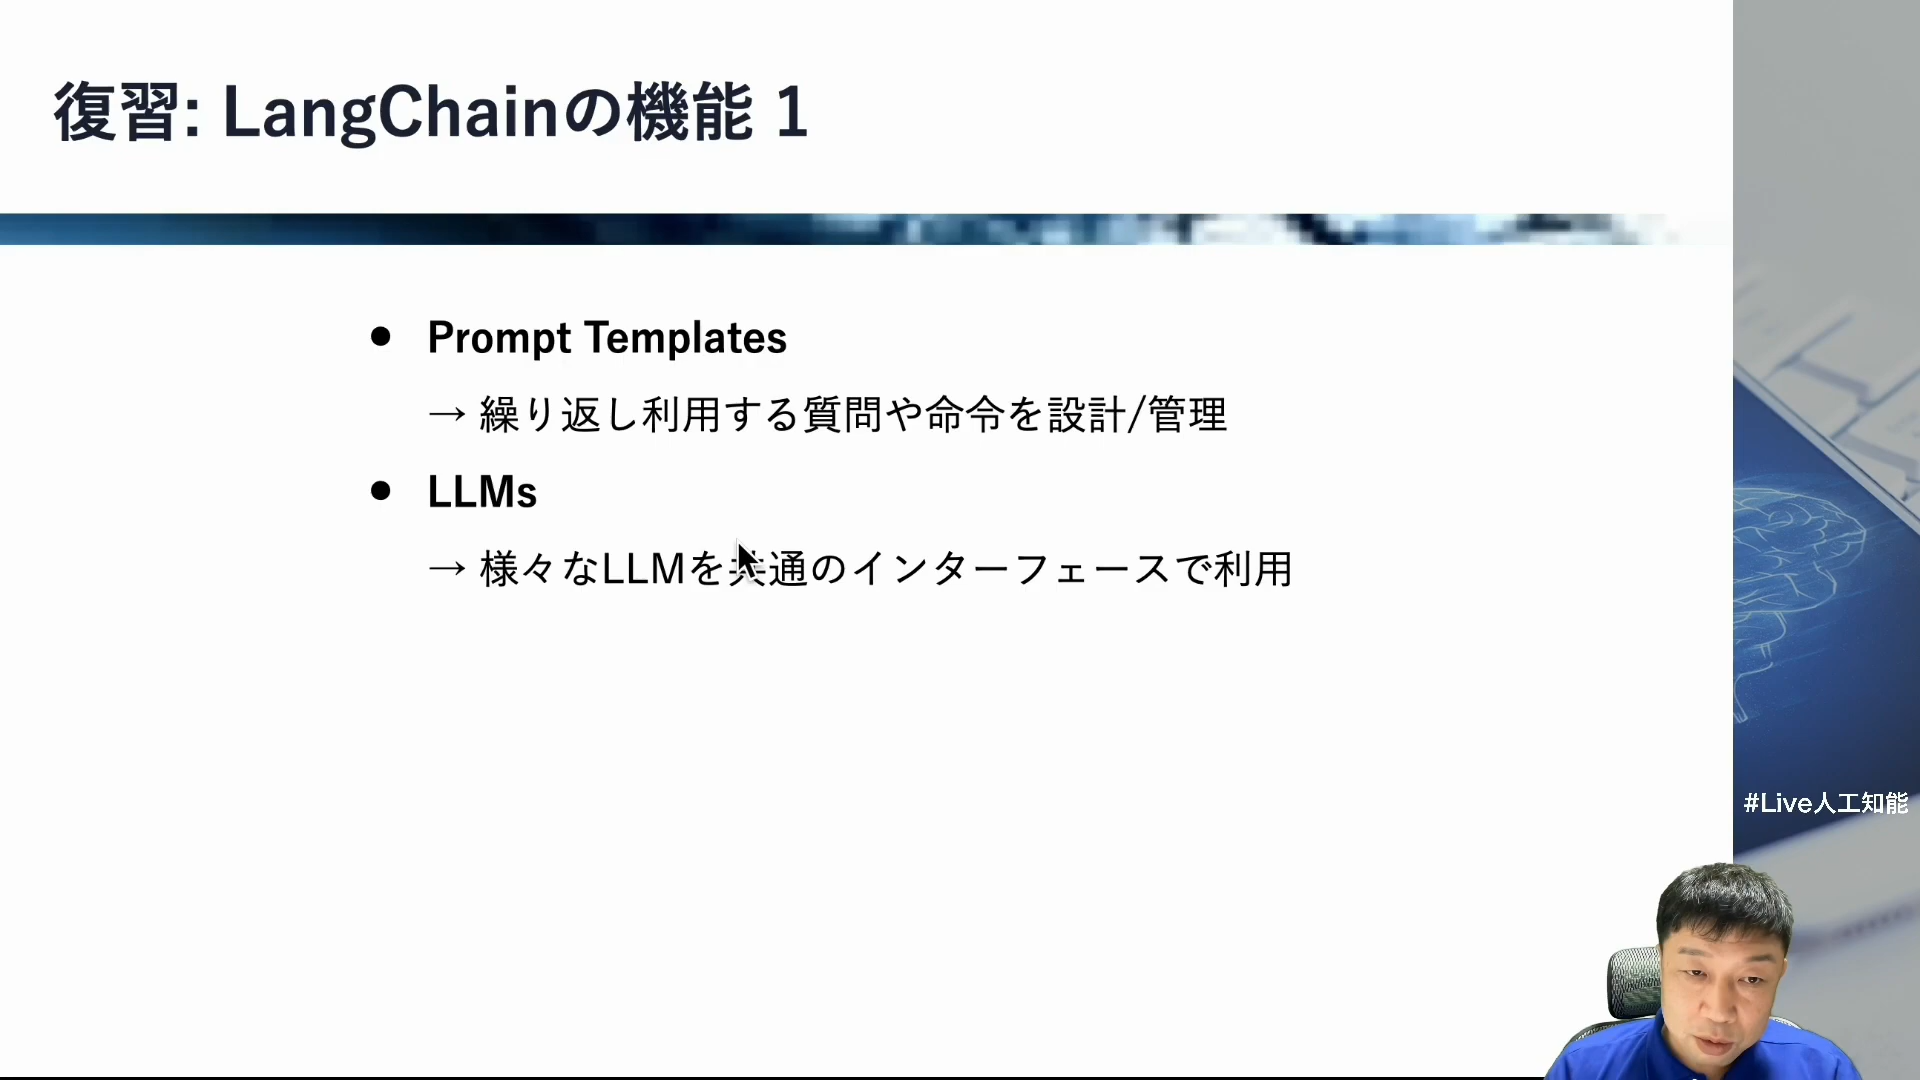 復習: LangChainの機能 1
● Prompt Templates
→ 繰り返し利用する質問や命令を設計/管理
● LLMs
→ 様々なLLMを共通のインターフェースで利用
#Live人工知能